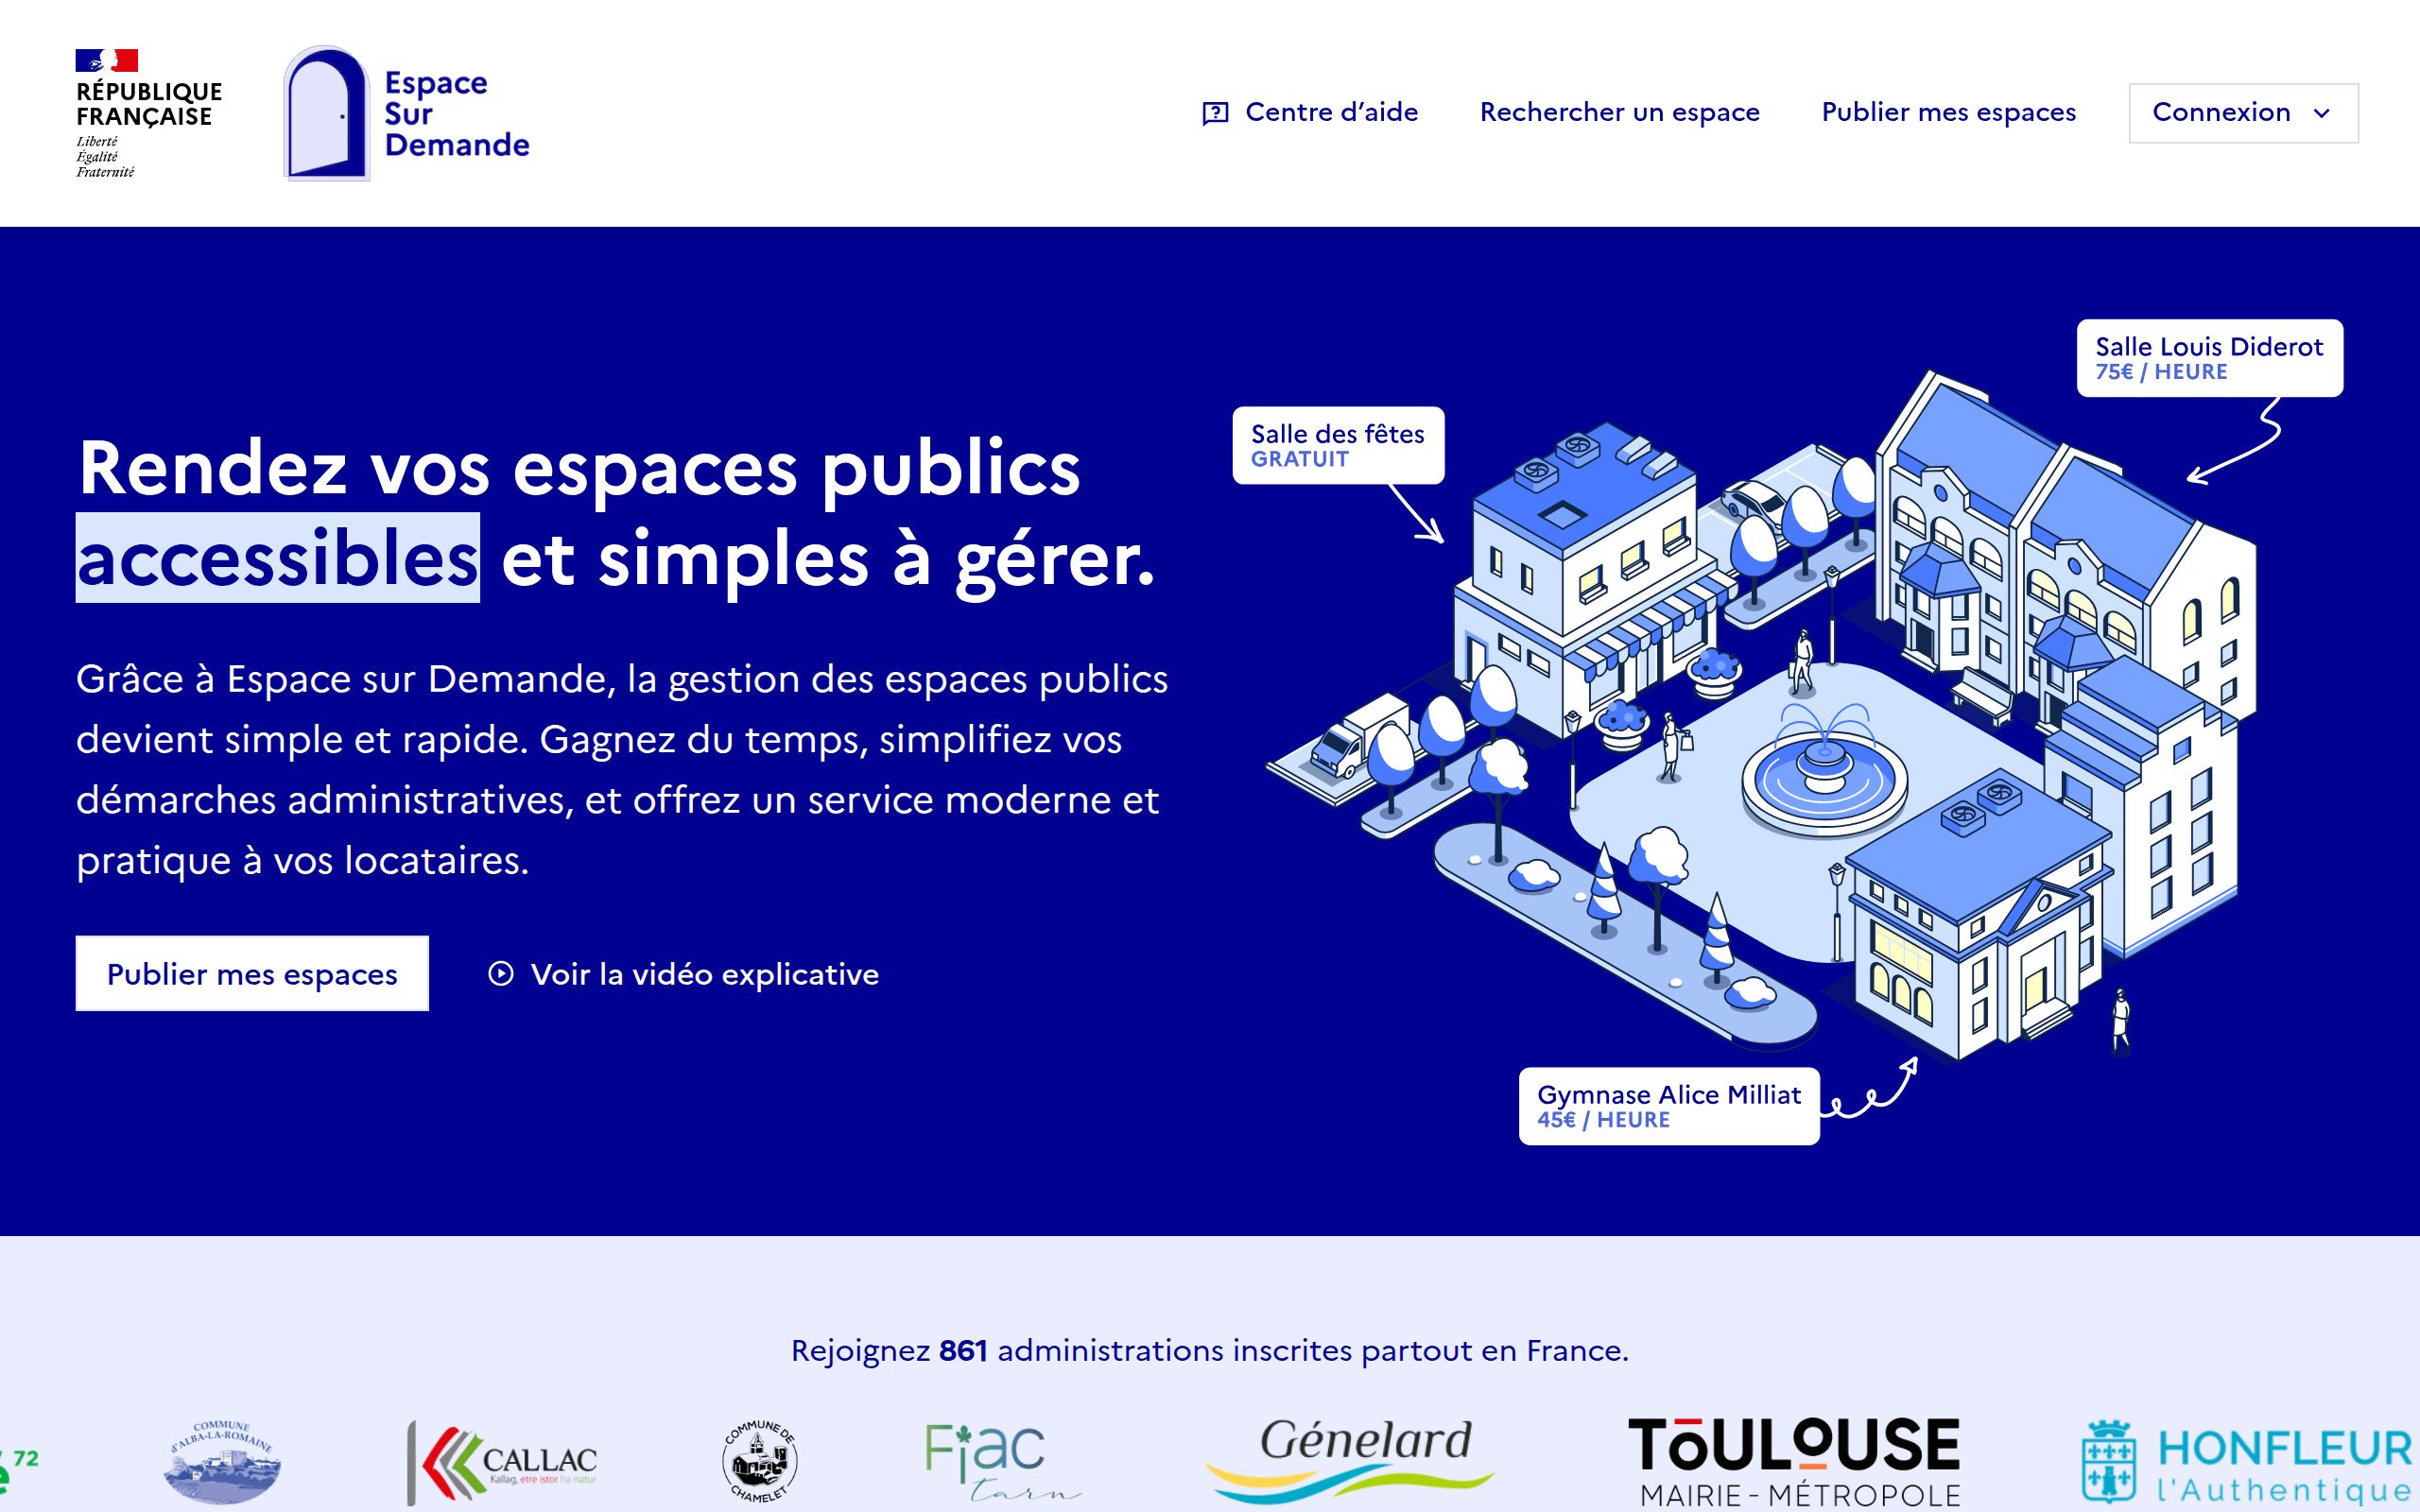 RÉPUBLIQUE
FRANÇAISE
Liberté
Égalité
Fraternité
Espace
Sur
Demande
Centre d’aide
Rechercher un espace
Publier mes espaces
Connexion
Rendez vos espaces publics
accessibles et simples à gérer.
Grâce à Espace sur Demande, la gestion des espaces publics
devient simple et rapide. Gagnez du temps, simplifiez vos
démarches administratives, et offrez un service moderne et
pratique à vos locataires.
Publier mes espaces
Voir la vidéo explicative
Salle des fêtes
GRATUIT
Salle Louis Diderot
75€ / HEURE
Gymnase Alice Milliat
45€ / HEURE
Rejoignez 861 administrations inscrites partout en France.
72
COMMUNE
d'ALBA-LA-ROMAINE
CALLAC
Kallag, etre istor ha natur
COMMUNE DE
CHAMELET
Fiac
tarn
Génelard
TOULOUSE
MAIRIE - MÉTROPOLE
HONFLEUR
l'Authentique